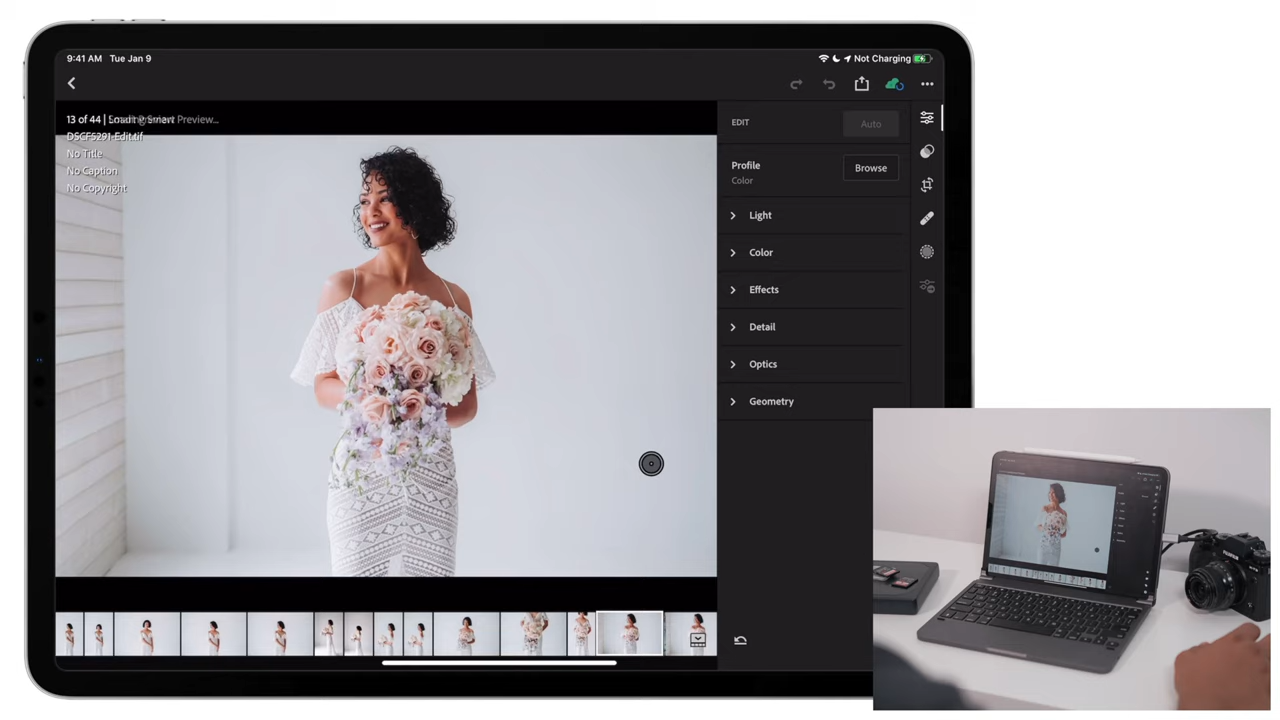 9:41 AM Tue Jan 9
Not Charging
13 of 44 |
DSCF5291-Edit.tif
No Title
No Caption
No Copyright
EDIT
Auto
Profile
Color
Browse
Light
Color
Effects
Detail
Optics
Geometry
FUJIFILM